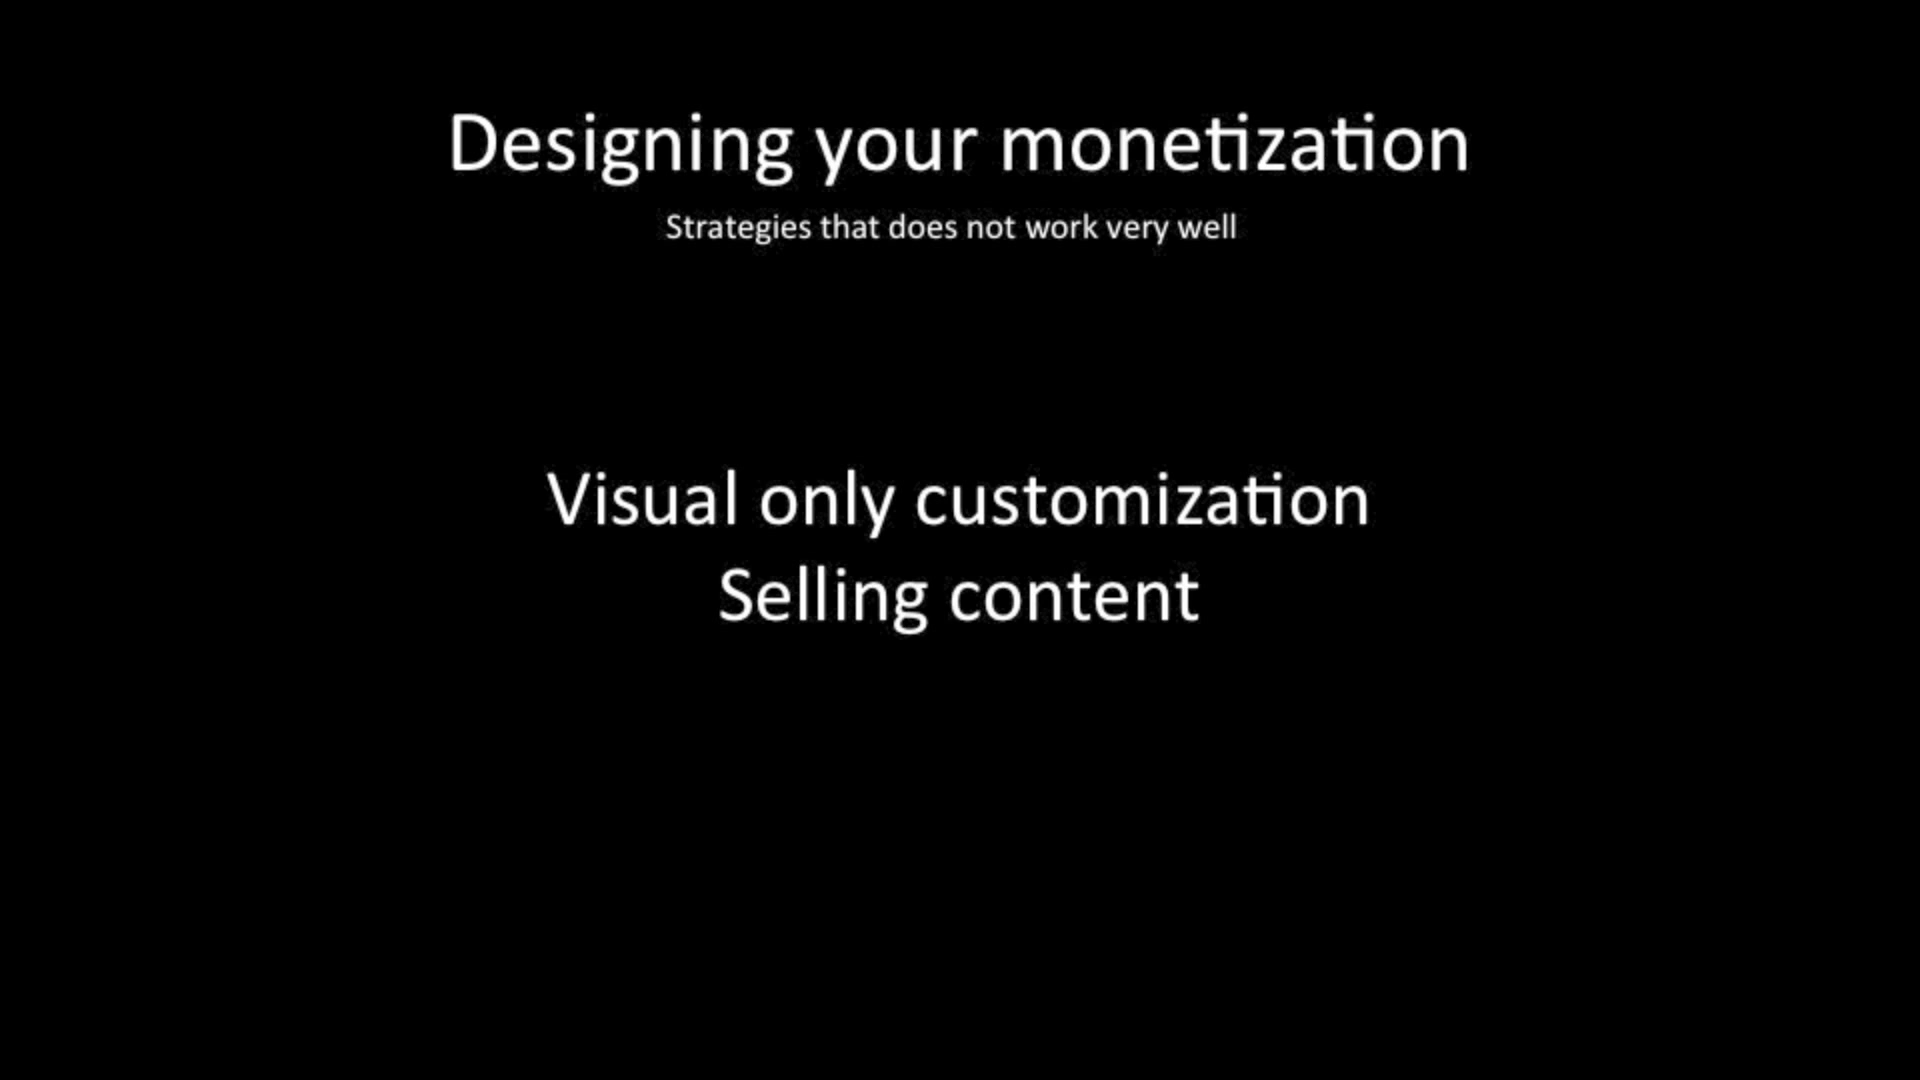 Designing your monetization
Strategies that does not work very well
Visual only customization
Selling content